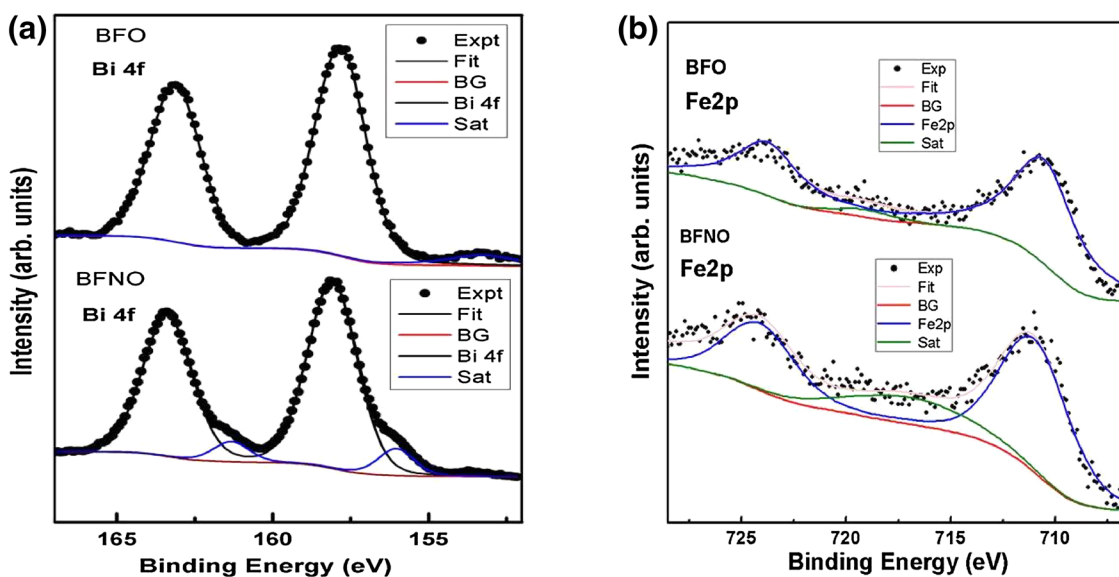 (a)
BFO
Bi 4f
Expt
Fit
BG
Bi 4f
Sat
BFNO
Bi 4f
Expt
Fit
BG
Bi 4f
Sat
Intensity (arb. units)
165
160
155
Binding Energy (eV)
(b)
BFO
Fe2p
Exp
Fit
BG
Fe2p
Sat
BFNO
Fe2p
Exp
Fit
BG
Fe2p
Sat
Intensity (arb. units)
725
720
715
710
Binding Energy (eV)